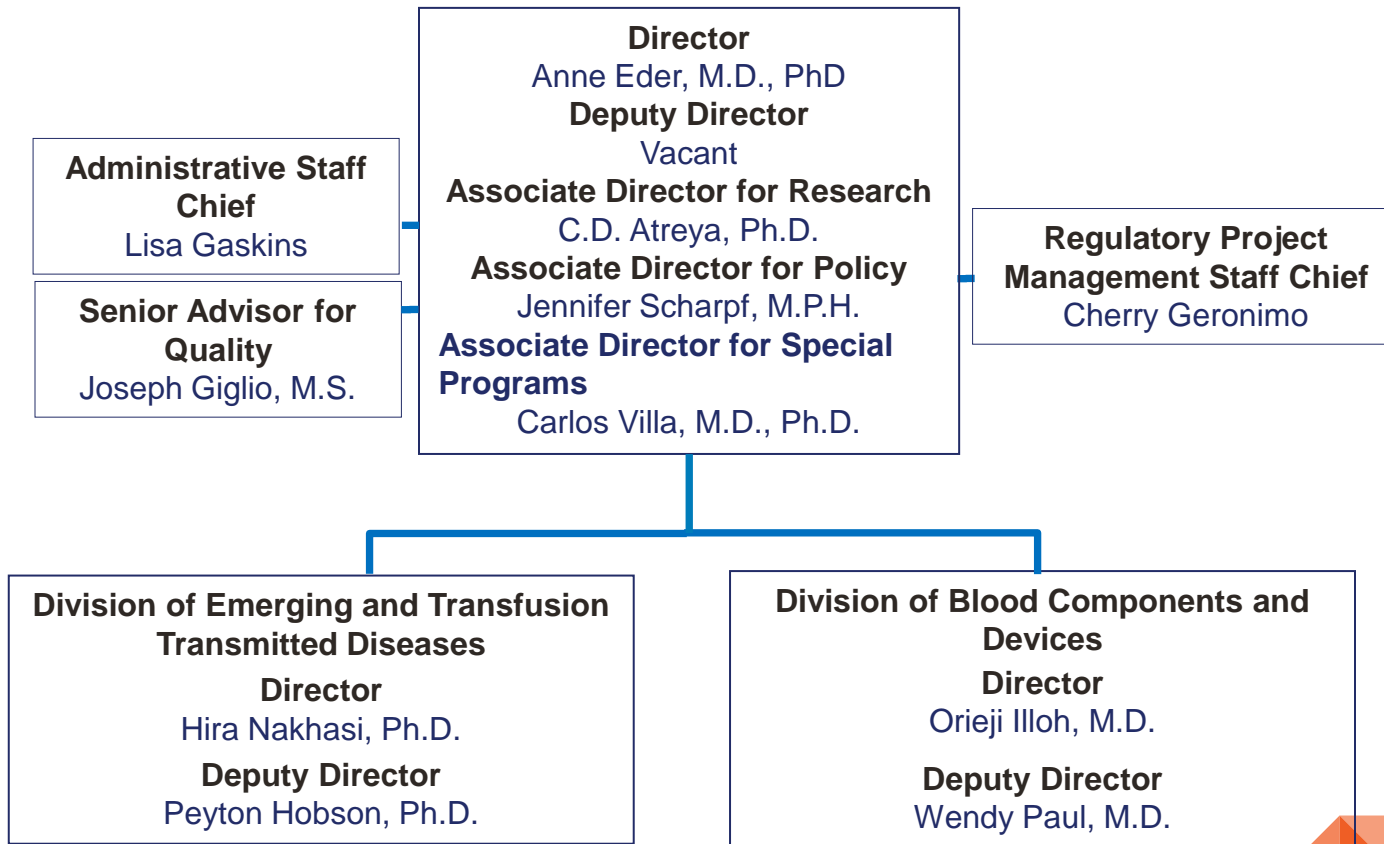 Director
Anne Eder, M.D., PhD
Deputy Director
Vacant
Associate Director for Research
C.D. Atreya, Ph.D.
Associate Director for Policy
Jennifer Scharpf, M.P.H.
Associate Director for Special
Programs
Carlos Villa, M.D., Ph.D.
Administrative Staff
Chief
Lisa Gaskins
Senior Advisor for
Quality
Joseph Giglio, M.S.
Regulatory Project
Management Staff Chief
Cherry Geronimo
Division of Emerging and Transfusion
Transmitted Diseases
Director
Hira Nakhasi, Ph.D.
Deputy Director
Peyton Hobson, Ph.D.
Division of Blood Components and
Devices
Director
Orieji Illoh, M.D.
Deputy Director
Wendy Paul, M.D.